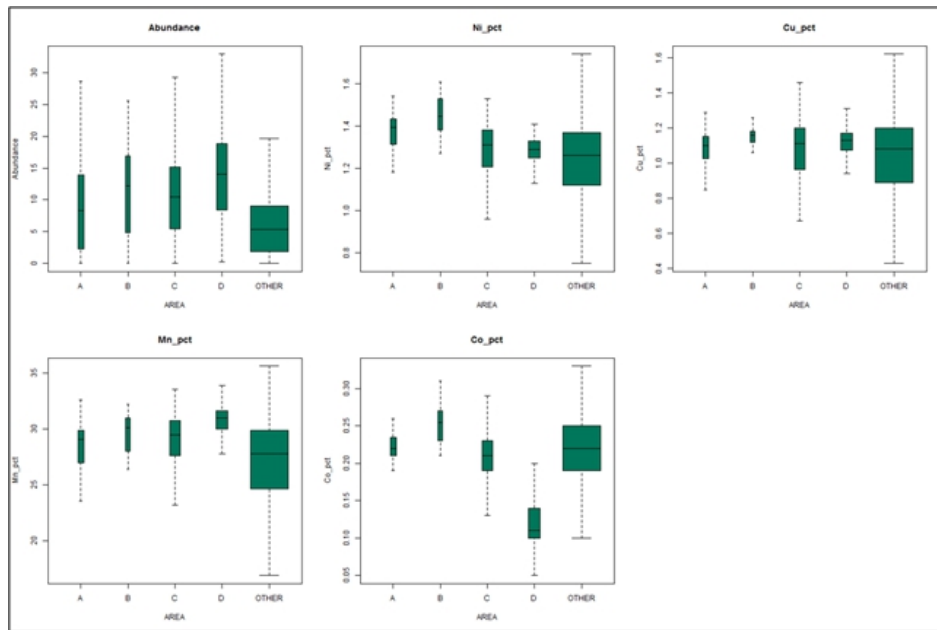 Abundance
Abundance
30
25
20
15
10
5
0
A B C D OTHER
AREA
Ni_pct
Ni_pct
1.6
1.4
1.2
1.0
0.8
A B C D OTHER
AREA
Cu_pct
Cu_pct
1.6
1.4
1.2
1.0
0.8
0.6
0.4
A B C D OTHER
AREA
Mn_pct
Mn_pct
35
30
25
20
A B C D OTHER
AREA
Co_pct
Co_pct
0.30
0.25
0.20
0.15
0.10
0.05
A B C D OTHER
AREA